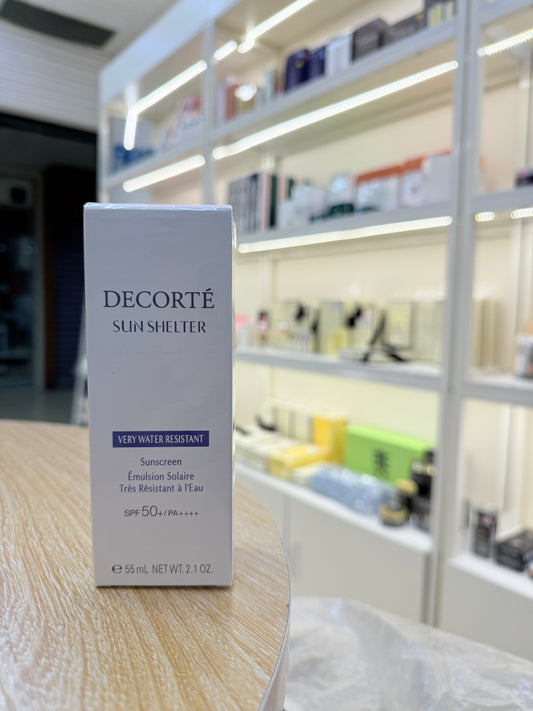 DECORTÉ
SUN SHELTER
VERY WATER RESISTANT
Sunscreen
Émulsion Solaire
Très Résistant à l'Eau
SPF 50+/PA++++
℮ 55 mL NET WT. 2.1 OZ.